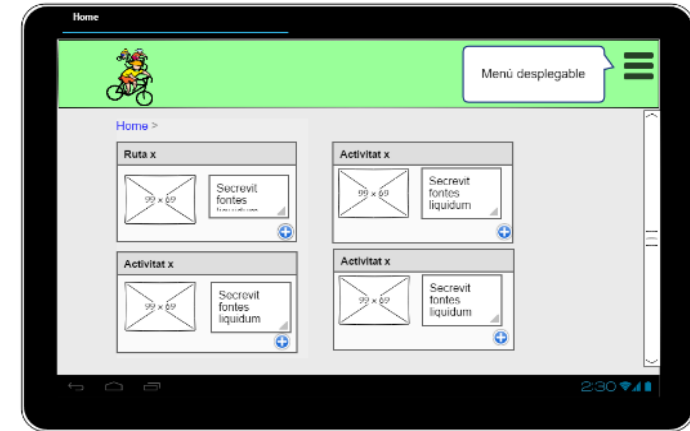 Home
Menú desplegable
Home >
Ruta x
99 x 69
Secrevit
fontes
Activitat x
99 x 69
Secrevit
fontes
liquidum
Activitat x
99 x 69
Secrevit
fontes
liquidum
Activitat x
99 x 69
Secrevit
fontes
liquidum
2:30